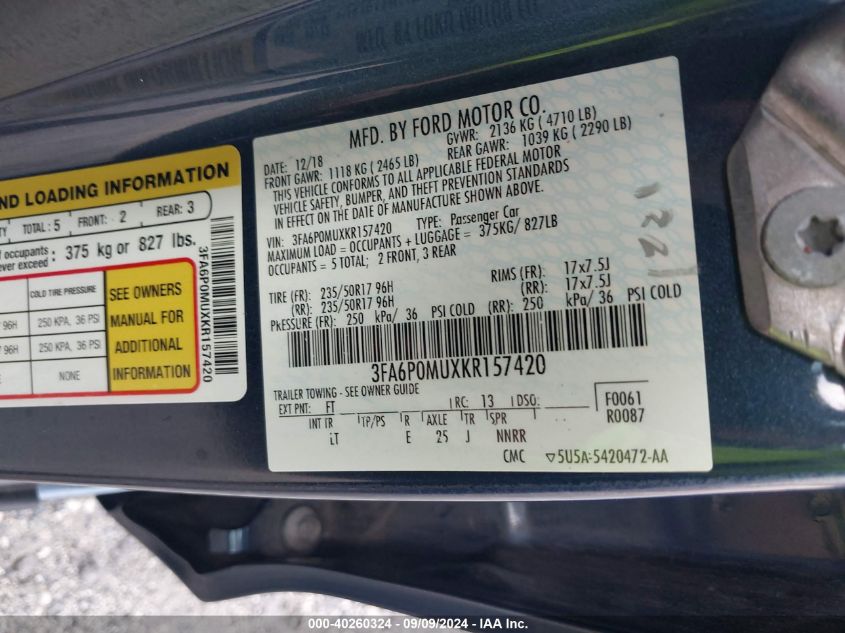 MFD. BY FORD MOTOR CO.
DATE: 12/18 GVWR: 2136 KG ( 4710 LB)
FRONT GAWR: 1118 KG ( 2465 LB) REAR GAWR: 1039 KG ( 2290 LB)
THIS VEHICLE CONFORMS TO ALL APPLICABLE FEDERAL MOTOR
VEHICLE SAFETY, BUMPER, AND THEFT PREVENTION STANDARDS
IN EFFECT ON THE DATE OF MANUFACTURE SHOWN ABOVE.
VIN: 3FA6P0MUXKR157420 TYPE: Passenger Car
MAXIMUM LOAD = OCCUPANTS + LUGGAGE = 375KG/ 827LB
OCCUPANTS = 5 TOTAL; 2 FRONT, 3 REAR
TIRE (FR): 235/50R17 96H RIMS (FR): 17x7.5J
(RR): 235/50R17 96H (RR): 17x7.5J
PRESSURE (FR): 250 kPa/ 36 PSI COLD (RR): 250 kPa/ 36 PSI COLD
3FA6P0MUXKR157420
TRAILER TOWING - SEE OWNER GUIDE
EXT PNT: FT RC: 13 DSO: F0061
INT TR TP/PS R AXLE TR SPR R0087
LT E 25 J NNRR
CMC 5U5A-5420472-AA
ND LOADING INFORMATION
TY TOTAL : 5 FRONT: 2 REAR: 3
f occupants
ever exceed : 375 kg or 827 lbs.
COLD TIRE PRESSURE
96H 250 KPA, 36 PSI
96H 250 KPA, 36 PSI
NONE
SEE OWNERS
MANUAL FOR
ADDITIONAL
INFORMATION
3FA6P0MUXKR157420
000-40260324 - 09/09/2024 - IAA Inc.